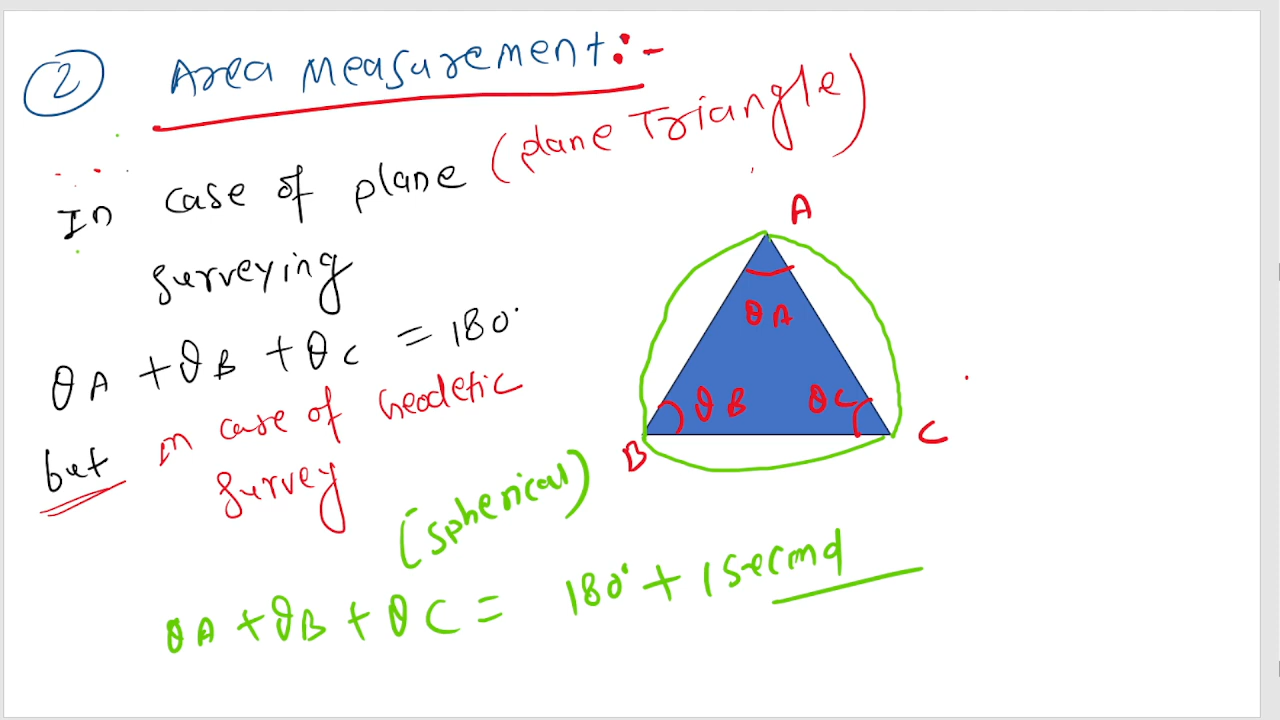 2 Area Measurement:-
In case of plane (plane Triangle)
surveying
θA + θB + θC = 180°
but in case of Geodetic
survey
(spherical)
θA + θB + θC = 180° + 1 second
A
θA
θB θC
B C